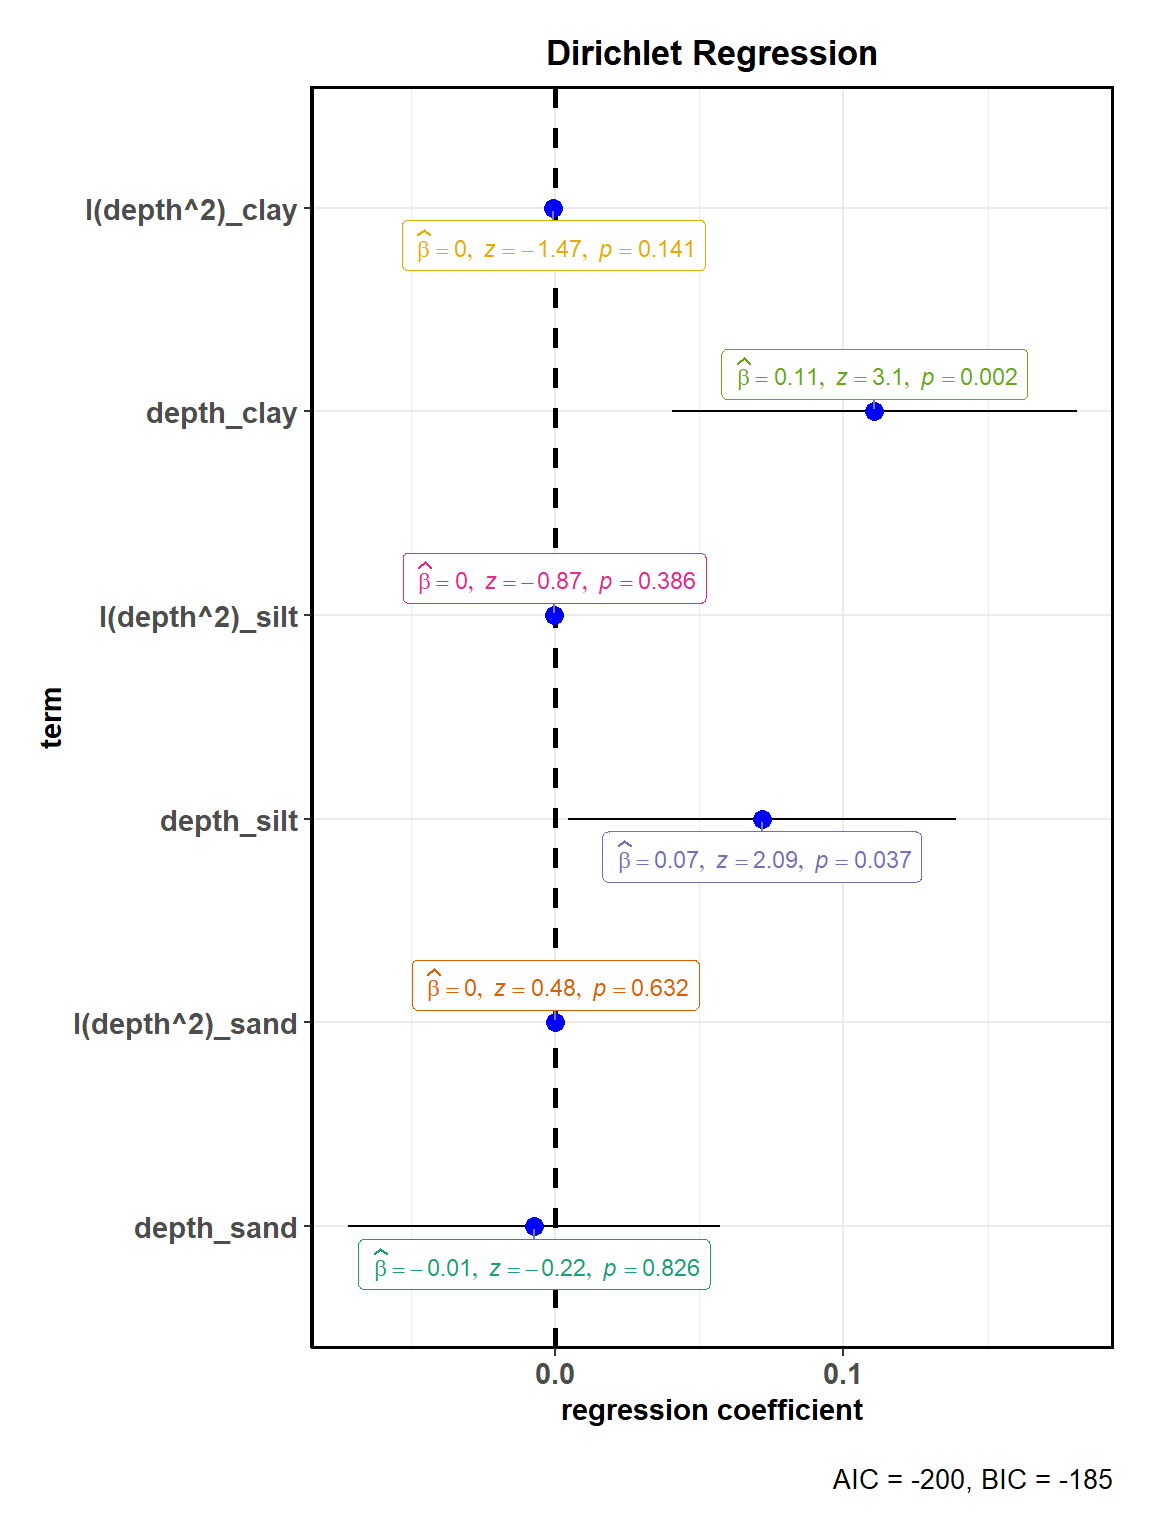 Dirichlet Regression
I(depth^2)_clay
β̂ = 0, z = −1.47, p = 0.141
β̂ = 0.11, z = 3.1, p = 0.002
depth_clay
β̂ = 0, z = −0.87, p = 0.386
I(depth^2)_silt
term
depth_silt
β̂ = 0.07, z = 2.09, p = 0.037
β̂ = 0, z = 0.48, p = 0.632
I(depth^2)_sand
depth_sand
β̂ = −0.01, z = −0.22, p = 0.826
0.0 0.1
regression coefficient
AIC = -200, BIC = -185